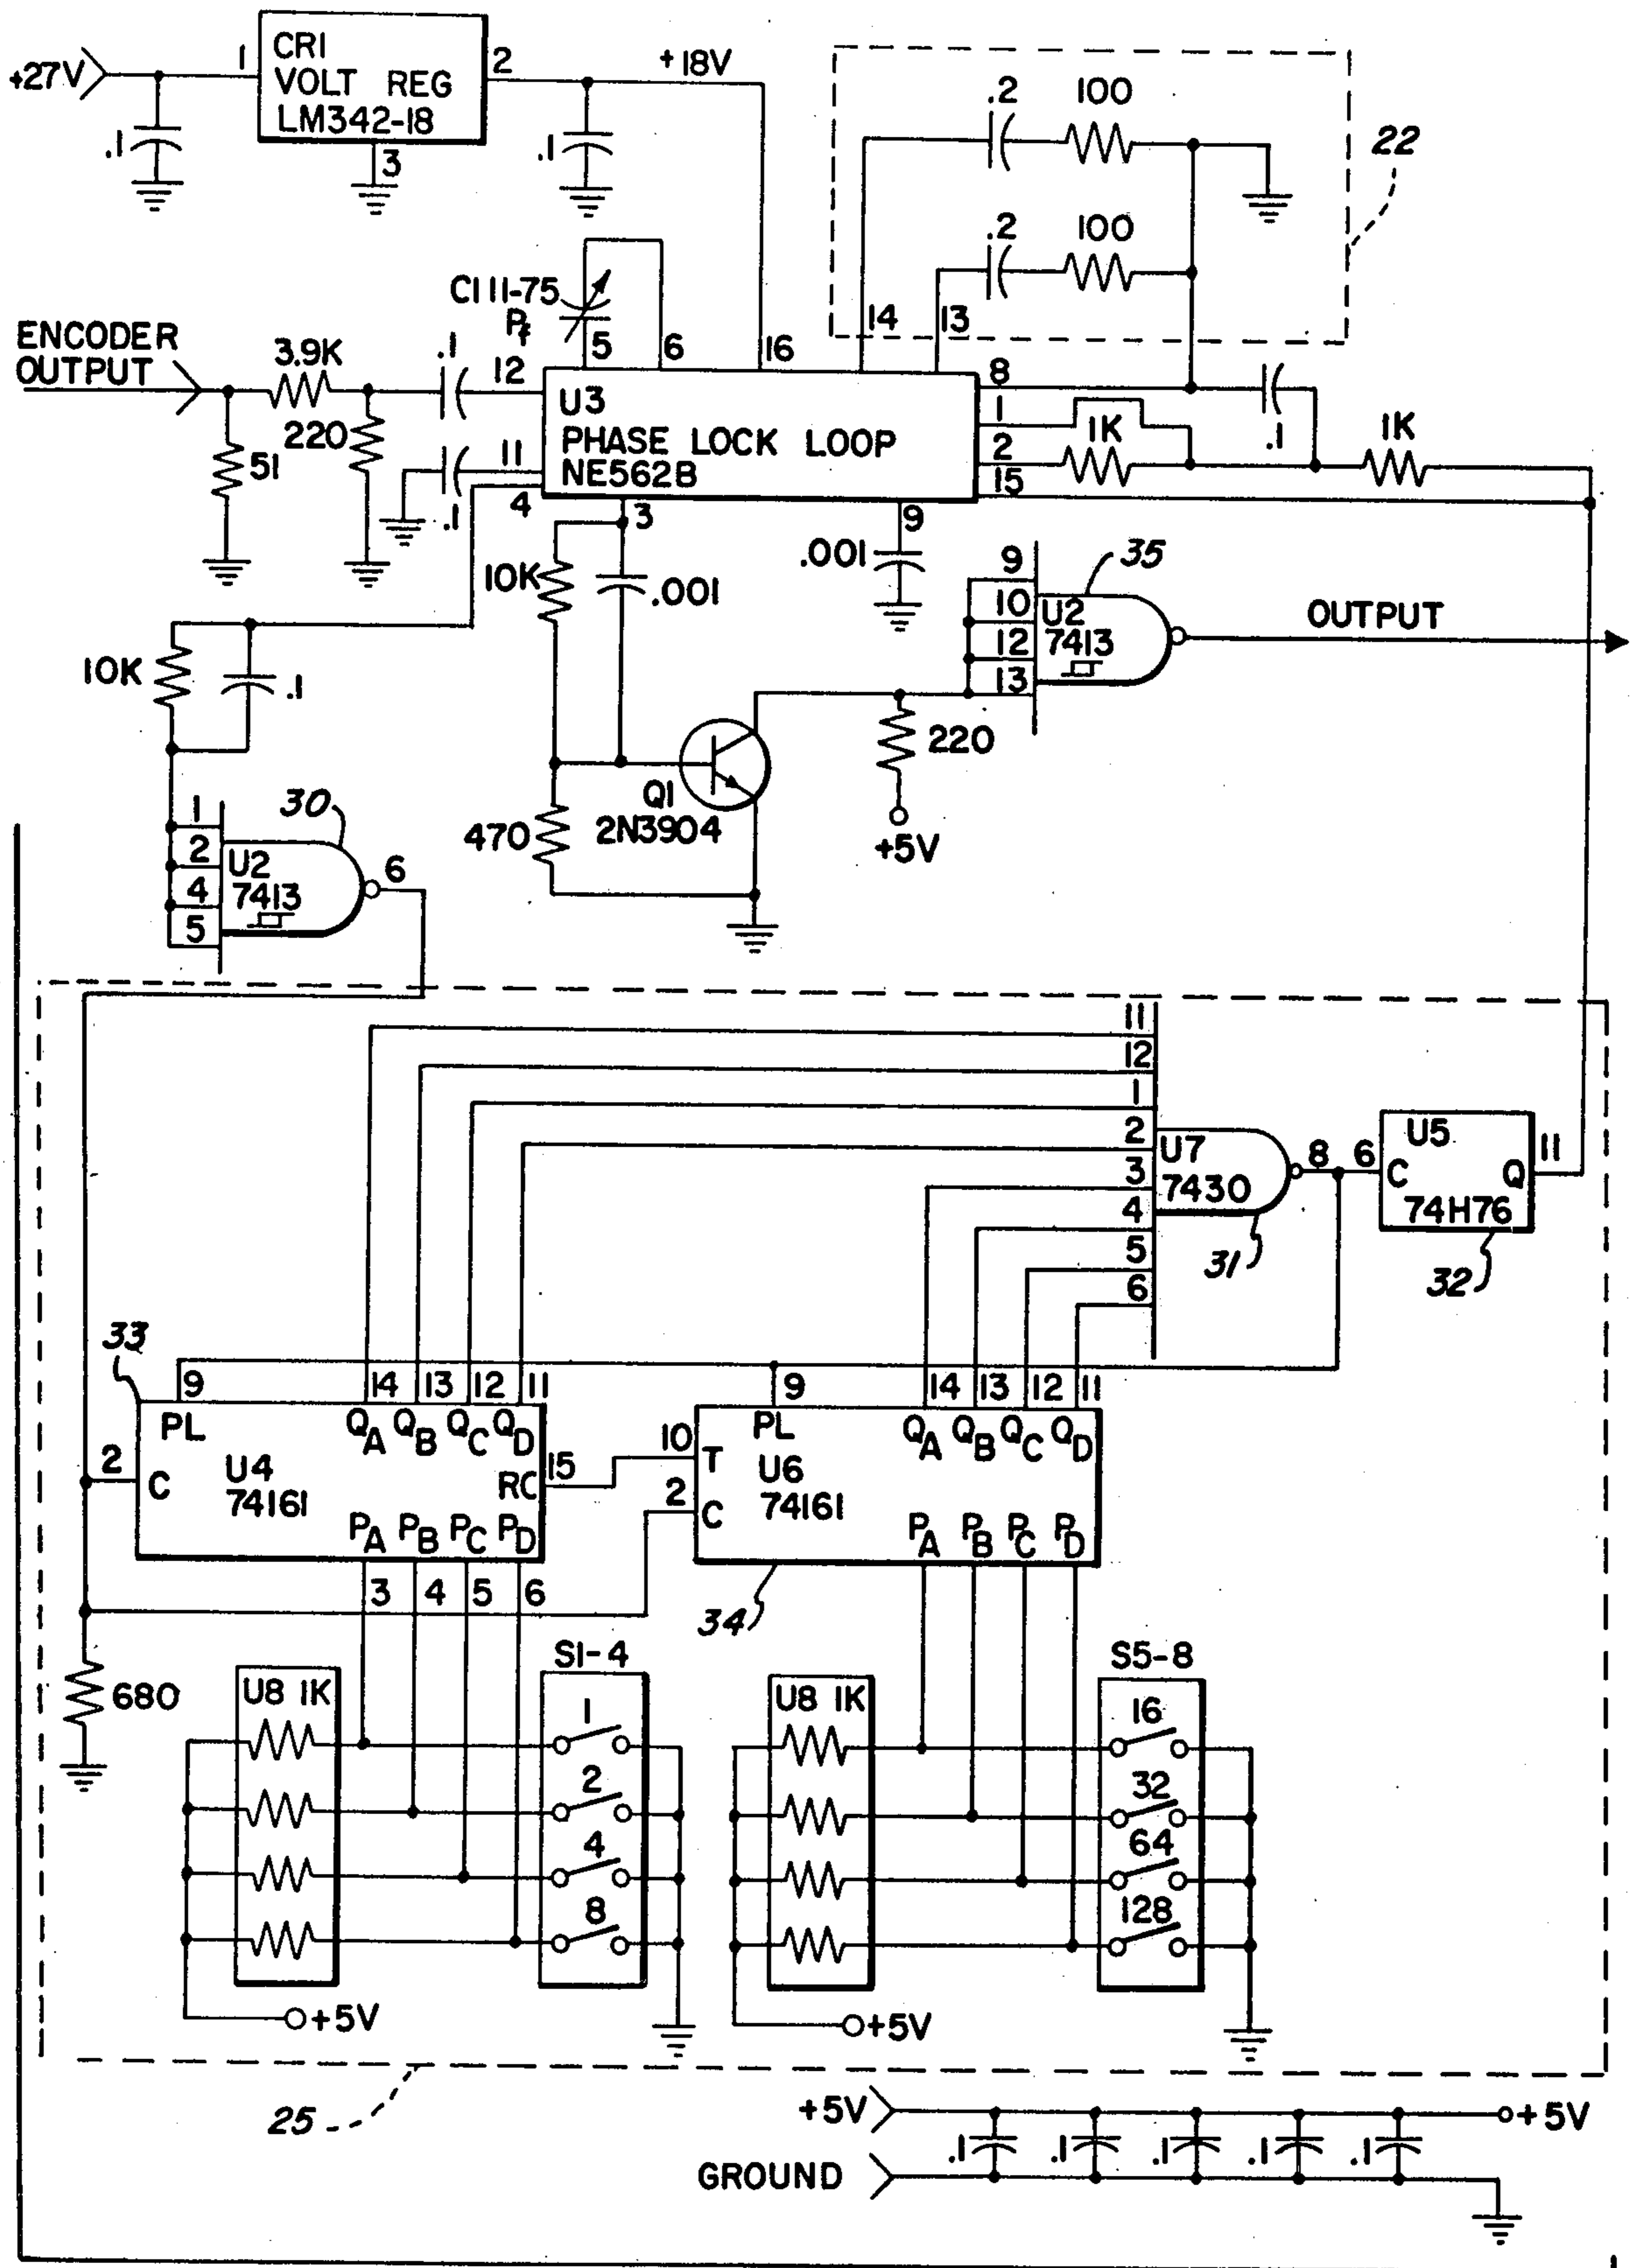 +27V
1
CR1
VOLT REG
LM342-18
2
3
+18V
.1
.1
.2 100
.2 100
22
14 13
C1 11-75
Pf
5 6 16
ENCODER
OUTPUT
3.9K
.1
12
51
220
11
.1
4
U3
PHASE LOCK LOOP
NE562B
8
1
2
15
1K
.1
1K
3
9
10K
.001
.001
9
10
12
13
U2
7413
35
OUTPUT
10K
.1
220
+5V
Q1
2N3904
470
1
2
4
5
U2
7413
30
6
11
12
1
2
3
4
5
6
U7
7430
8
31
6
U5
C Q
74H76
11
32
33
9 14 13 12 11
PL QA QB QC QD
2
C
U4
74161
RC
15
PA PB PC PD
3 4 5 6
9 14 13 12 11
PL QA QB QC QD
10
T
2
C
U6
74161
PA PB PC PD
34
680
U8 1K
S1-4
1
2
4
8
+5V
U8 1K
S5-8
16
32
64
128
+5V
25
+5V
.1 .1 .1 .1 .1
+5V
GROUND